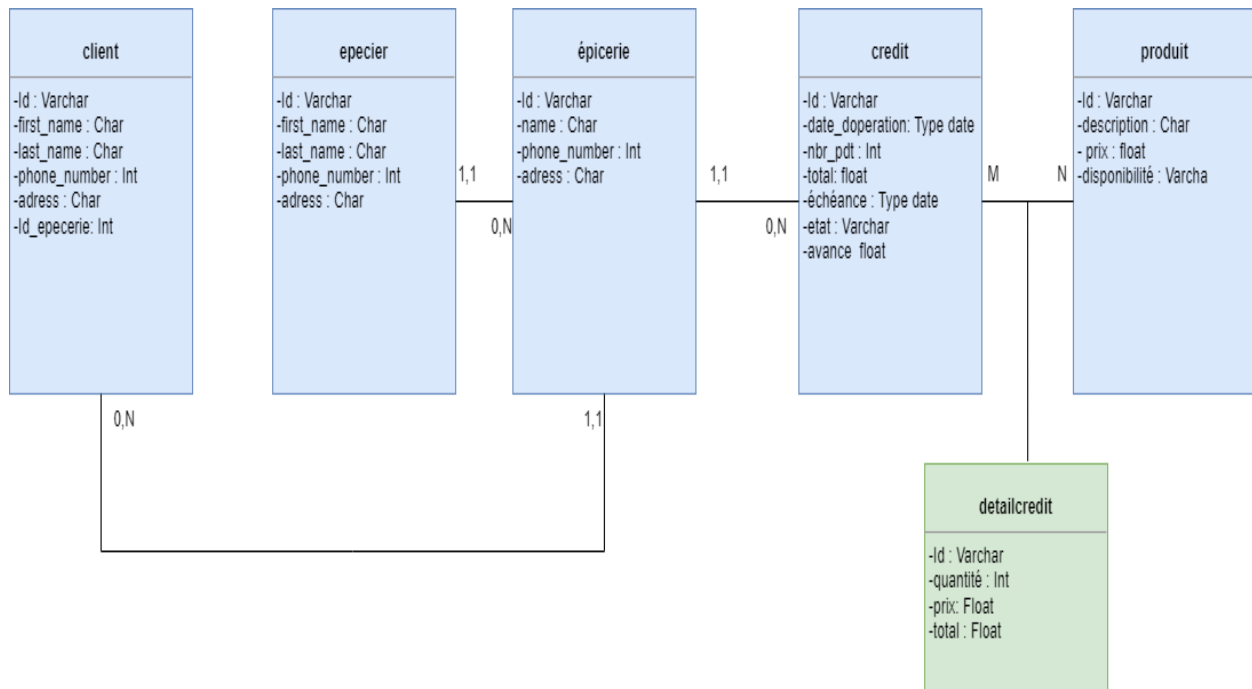 client
-Id : Varchar
-first_name : Char
-last_name : Char
-phone_number : Int
-adress : Char
-Id_epecerie: Int
epecier
-Id : Varchar
-first_name : Char
-last_name : Char
-phone_number : Int
-adress : Char
épicerie
-Id : Varchar
-name : Char
-phone_number : Int
-adress : Char
credit
-Id : Varchar
-date_doperation: Type date
-nbr_pdt : Int
-total: float
-échéance : Type date
-etat : Varchar
-avance float
produit
-Id : Varchar
-description : Char
- prix : float
-disponibilité : Varcha
1,1
0,N
1,1
0,N
M
N
0,N
1,1
detailcredit
-Id : Varchar
-quantité : Int
-prix: Float
-total : Float